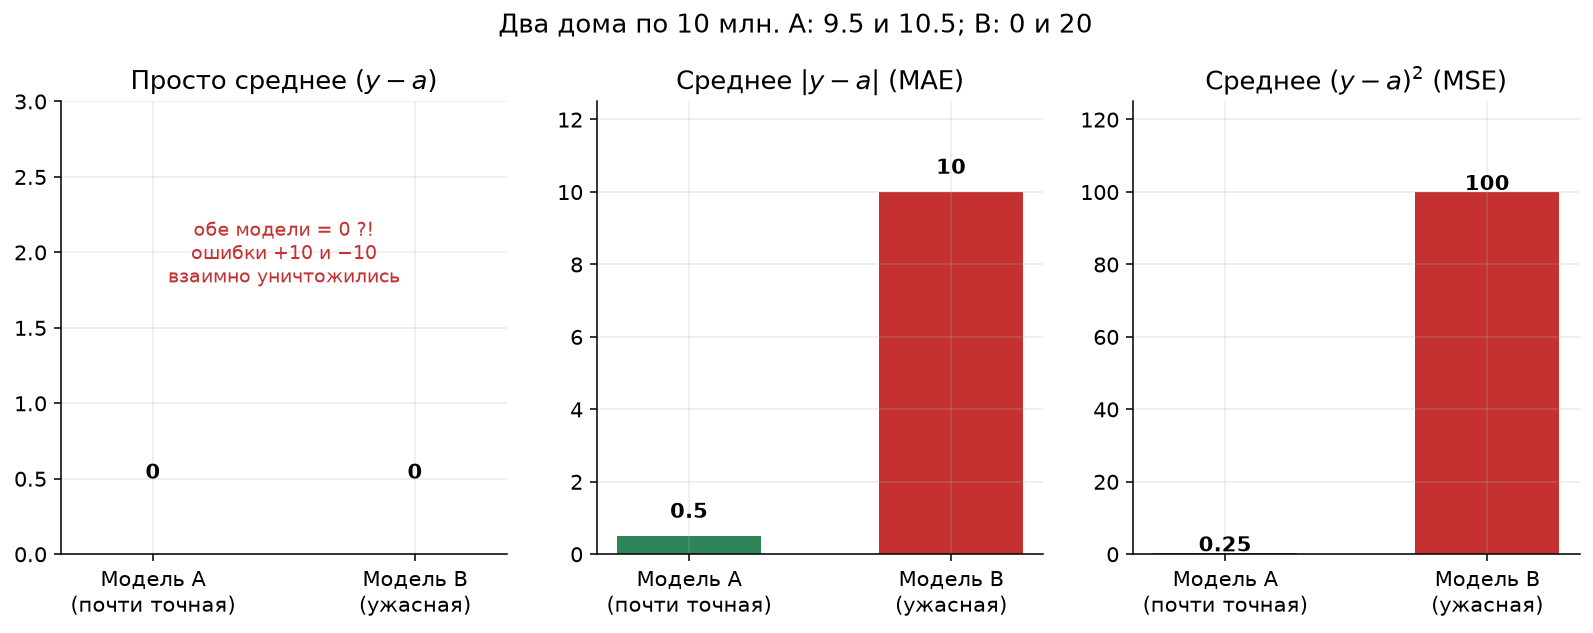 Два дома по 10 млн. А: 9.5 и 10.5; В: 0 и 20
Просто среднее (y − a)
3.0
2.5
2.0
1.5
1.0
0.5
0.0
обе модели = 0 ?!
ошибки +10 и −10
взаимно уничтожились
0
0
Модель А
(почти точная)
Модель В
(ужасная)
Среднее |y − a| (MAE)
12
10
8
6
4
2
0
0.5
10
Модель А
(почти точная)
Модель В
(ужасная)
Среднее (y − a)² (MSE)
120
100
80
60
40
20
0
0.25
100
Модель А
(почти точная)
Модель В
(ужасная)